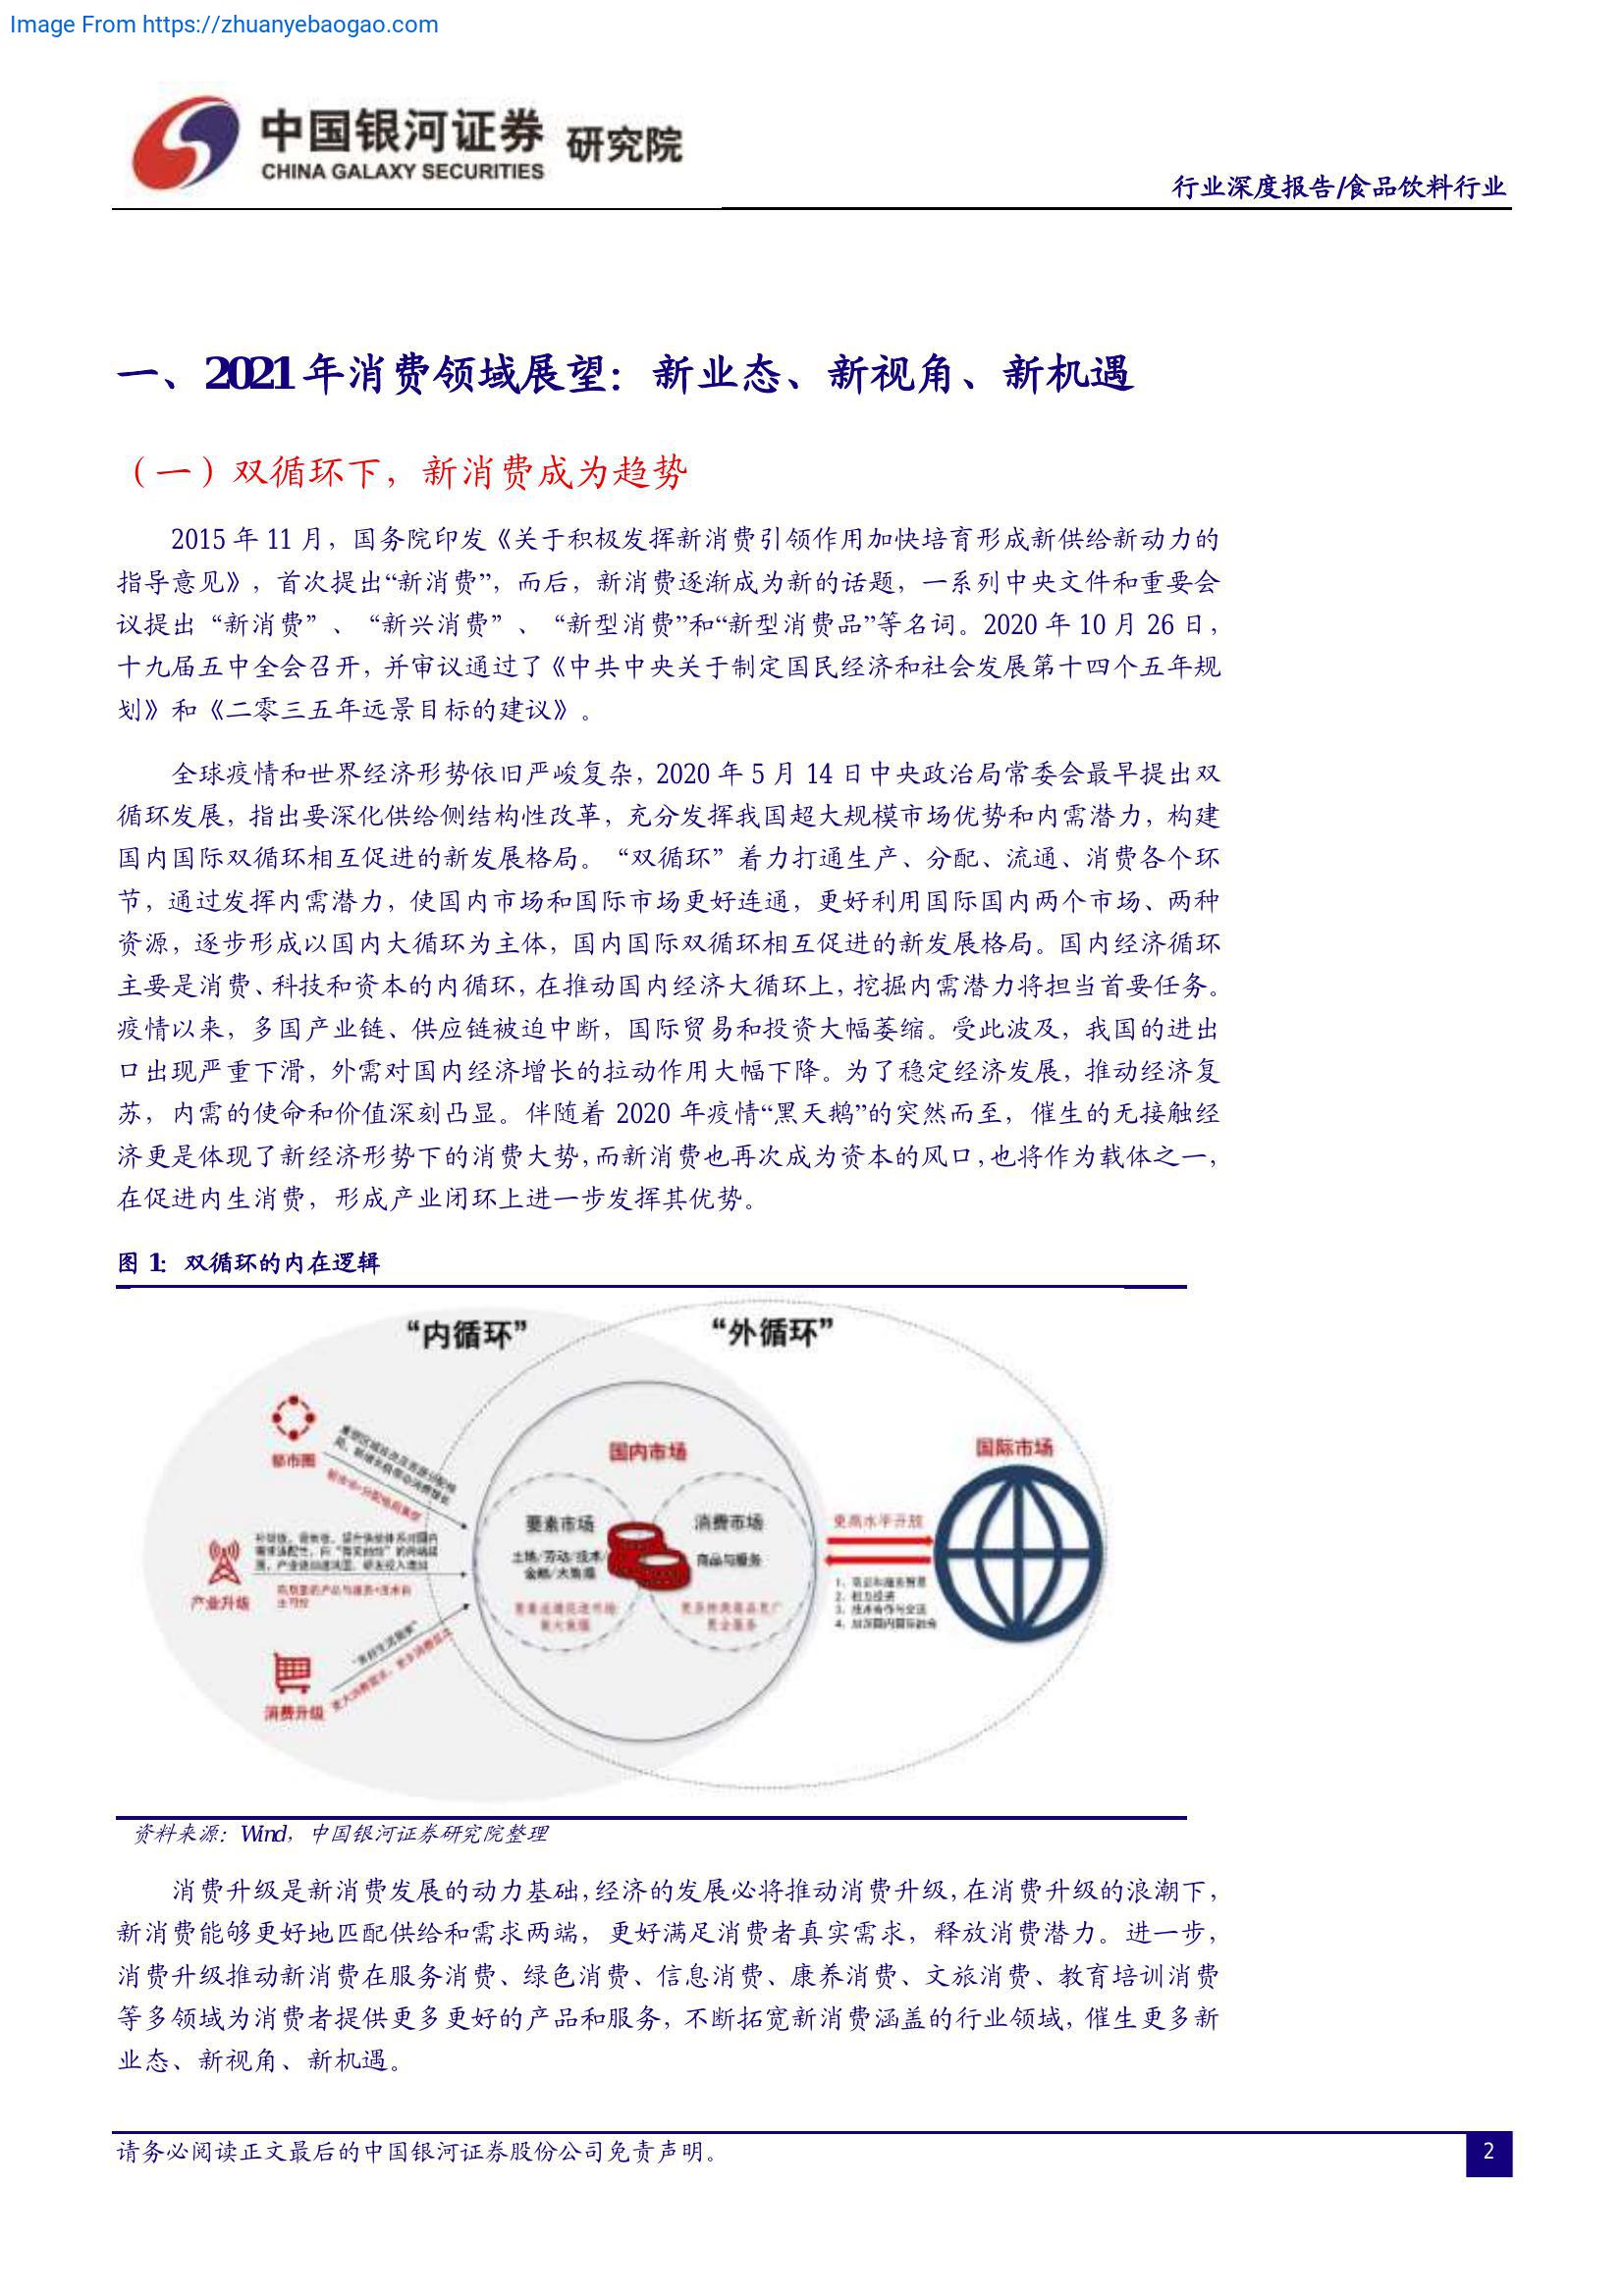 Image From https://zhuanyebaogao.com
中国银河证券 研究院
CHINA GALAXY SECURITIES
行业深度报告/食品饮料行业
一、2021 年消费领域展望：新业态、新视角、新机遇
（一）双循环下，新消费成为趋势
2015 年 11 月，国务院印发《关于积极发挥新消费引领作用加快培育形成新供给新动力的
指导意见》，首次提出“新消费”，而后，新消费逐渐成为新的话题，一系列中央文件和重要会
议提出“新消费”、“新兴消费”、“新型消费”和“新型消费品”等名词。2020 年 10 月 26 日，
十九届五中全会召开，并审议通过了《中共中央关于制定国民经济和社会发展第十四个五年规
划》和《二零三五年远景目标的建议》。
全球疫情和世界经济形势依旧严峻复杂，2020 年 5 月 14 日中央政治局常委会最早提出双
循环发展，指出要深化供给侧结构性改革，充分发挥我国超大规模市场优势和内需潜力，构建
国内国际双循环相互促进的新发展格局。“双循环”着力打通生产、分配、流通、消费各个环
节，通过发挥内需潜力，使国内市场和国际市场更好连通，更好利用国际国内两个市场、两种
资源，逐步形成以国内大循环为主体，国内国际双循环相互促进的新发展格局。国内经济循环
主要是消费、科技和资本的内循环，在推动国内经济大循环上，挖掘内需潜力将担当首要任务。
疫情以来，多国产业链、供应链被迫中断，国际贸易和投资大幅萎缩。受此波及，我国的进出
口出现严重下滑，外需对国内经济增长的拉动作用大幅下降。为了稳定经济发展，推动经济复
苏，内需的使命和价值深刻凸显。伴随着 2020 年疫情“黑天鹅”的突然而至，催生的无接触经
济更是体现了新经济形势下的消费大势，而新消费也再次成为资本的风口，也将作为载体之一，
在促进内生消费，形成产业闭环上进一步发挥其优势。
图 1：双循环的内在逻辑
“内循环”
“外循环”
都市圈
产业升级
消费升级
“美好生活需要”
国内市场
要素市场
土地/劳动/技术/
金融/大数据
消费市场
商品与服务
国际市场
更高水平开放
1、商品和服务贸易
2、相互投资
3、技术合作与交流
资料来源：Wind，中国银河证券研究院整理
消费升级是新消费发展的动力基础，经济的发展必将推动消费升级，在消费升级的浪潮下，
新消费能够更好地匹配供给和需求两端，更好满足消费者真实需求，释放消费潜力。进一步，
消费升级推动新消费在服务消费、绿色消费、信息消费、康养消费、文旅消费、教育培训消费
等多领域为消费者提供更多更好的产品和服务，不断拓宽新消费涵盖的行业领域，催生更多新
业态、新视角、新机遇。
请务必阅读正文最后的中国银河证券股份公司免责声明。
2